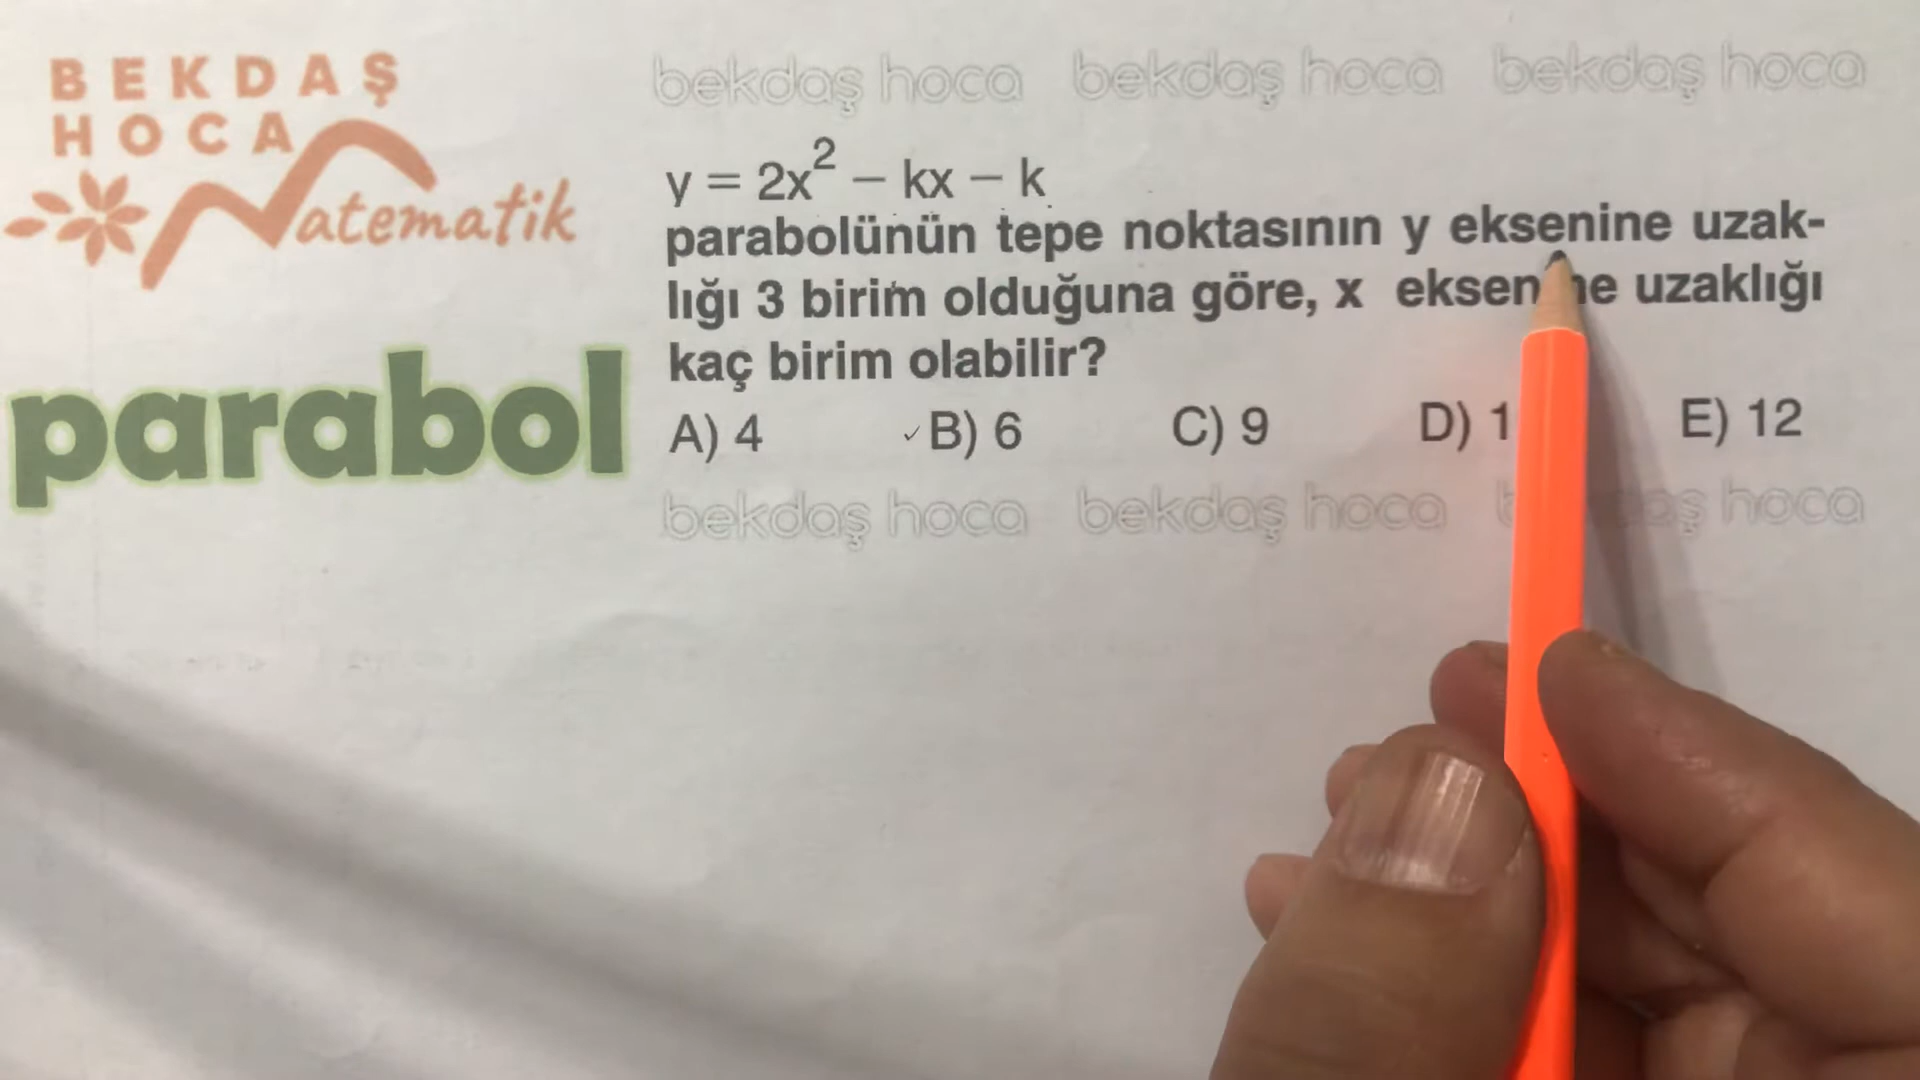 BEKDAŞ
HOCA
Matematik
parabol
bekdaş hoca bekdaş hoca bekdaş hoca
y = 2x² − kx − k
parabolünün tepe noktasının y eksenine uzak-
lığı 3 birim olduğuna göre, x eksenine uzaklığı
kaç birim olabilir?
A) 4 ✓B) 6 C) 9 D) 1 E) 12
bekdaş hoca bekdaş hoca hoca